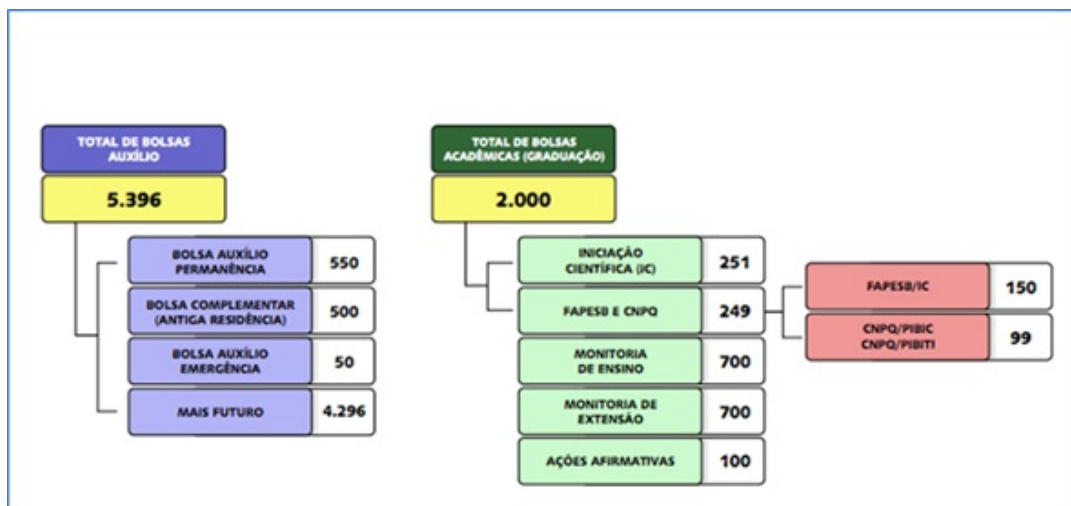 TOTAL DE BOLSAS
AUXÍLIO
5.396
BOLSA AUXÍLIO
PERMANÊNCIA
550
BOLSA COMPLEMENTAR
(ANTIGA RESIDÊNCIA)
500
BOLSA AUXÍLIO
EMERGÊNCIA
50
MAIS FUTURO
4.296
TOTAL DE BOLSAS
ACADÊMICAS (GRADUAÇÃO)
2.000
INICIAÇÃO
CIENTÍFICA (IC)
251
FAPESB E CNPQ
249
FAPESB/IC
150
CNPQ/PIBIC
CNPQ/PIBITI
99
MONITORIA
DE ENSINO
700
MONITORIA DE
EXTENSÃO
700
AÇÕES AFIRMATIVAS
100